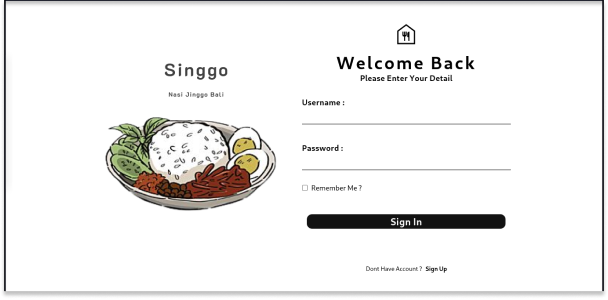 Singgo
Nasi Jinggo Bali
Welcome Back
Please Enter Your Detail
Username :
Password :
Remember Me ?
Sign In
Dont Have Account ? Sign Up